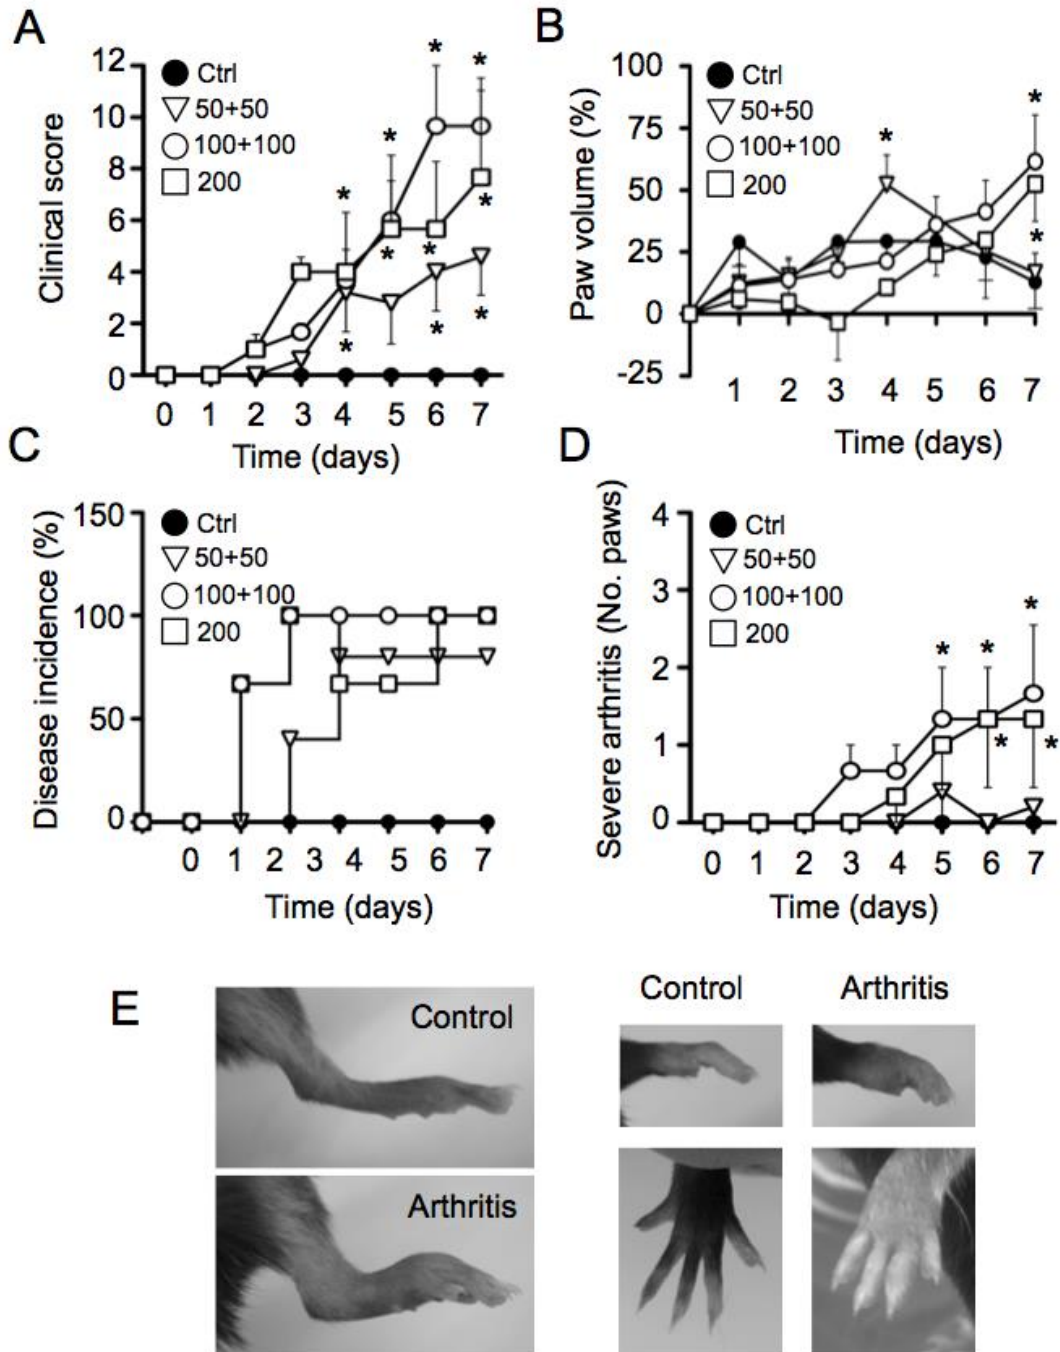 A
Clinical score
12
10
8
6
4
2
0
Ctrl
50+50
100+100
200
* * * * * * * * * *
0 1 2 3 4 5 6 7
Time (days)
B
Paw volume (%)
100
75
50
25
0
-25
Ctrl
50+50
100+100
200
* * *
1 2 3 4 5 6 7
Time (days)
C
Disease incidence (%)
150
100
50
0
Ctrl
50+50
100+100
200
0 1 2 3 4 5 6 7
Time (days)
D
Severe arthritis (No. paws)
4
3
2
1
0
Ctrl
50+50
100+100
200
* * * * *
0 1 2 3 4 5 6 7
Time (days)
E
Control
Arthritis
Control Arthritis